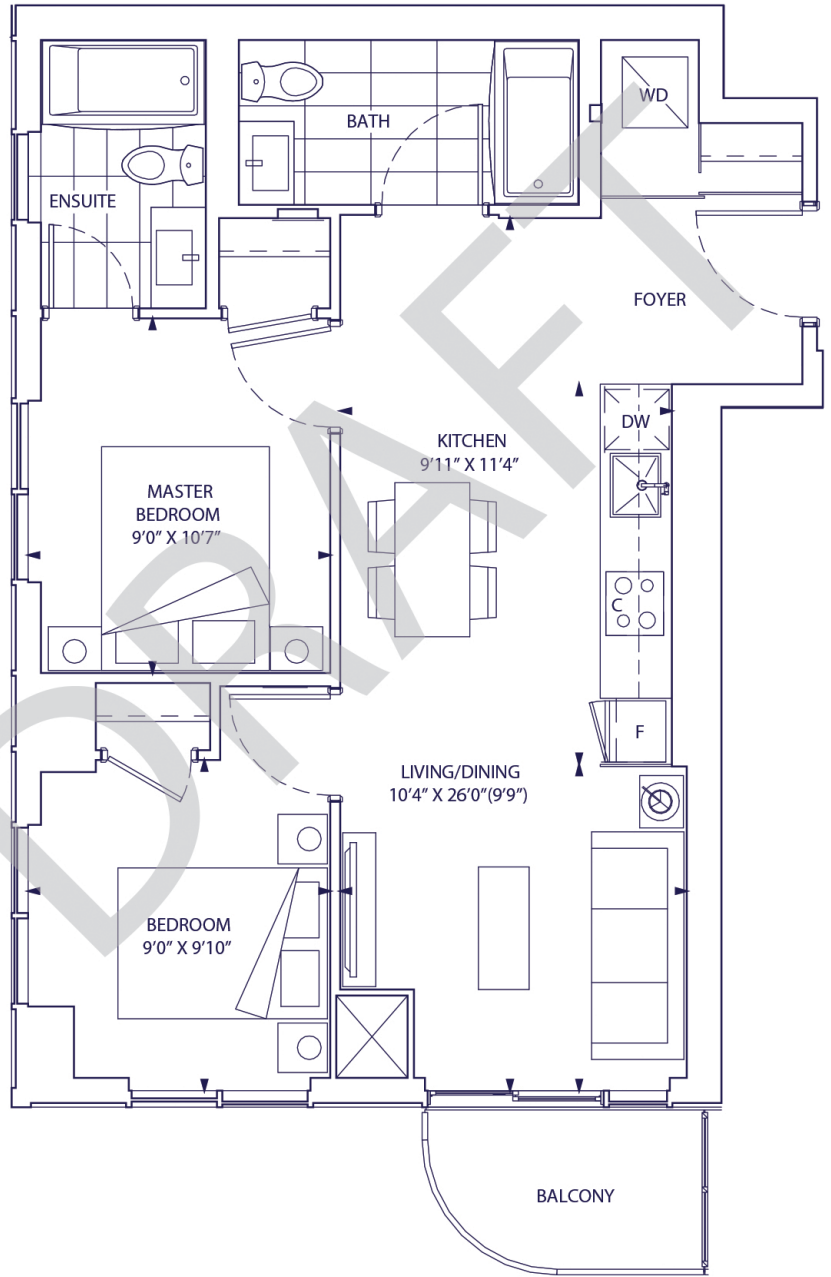 WD
BATH
ENSUITE
FOYER
DW
KITCHEN
9'11" X 11'4"
MASTER
BEDROOM
9'0" X 10'7"
C
F
LIVING/DINING
10'4" X 26'0"(9'9")
BEDROOM
9'0" X 9'10"
BALCONY
DRAFT